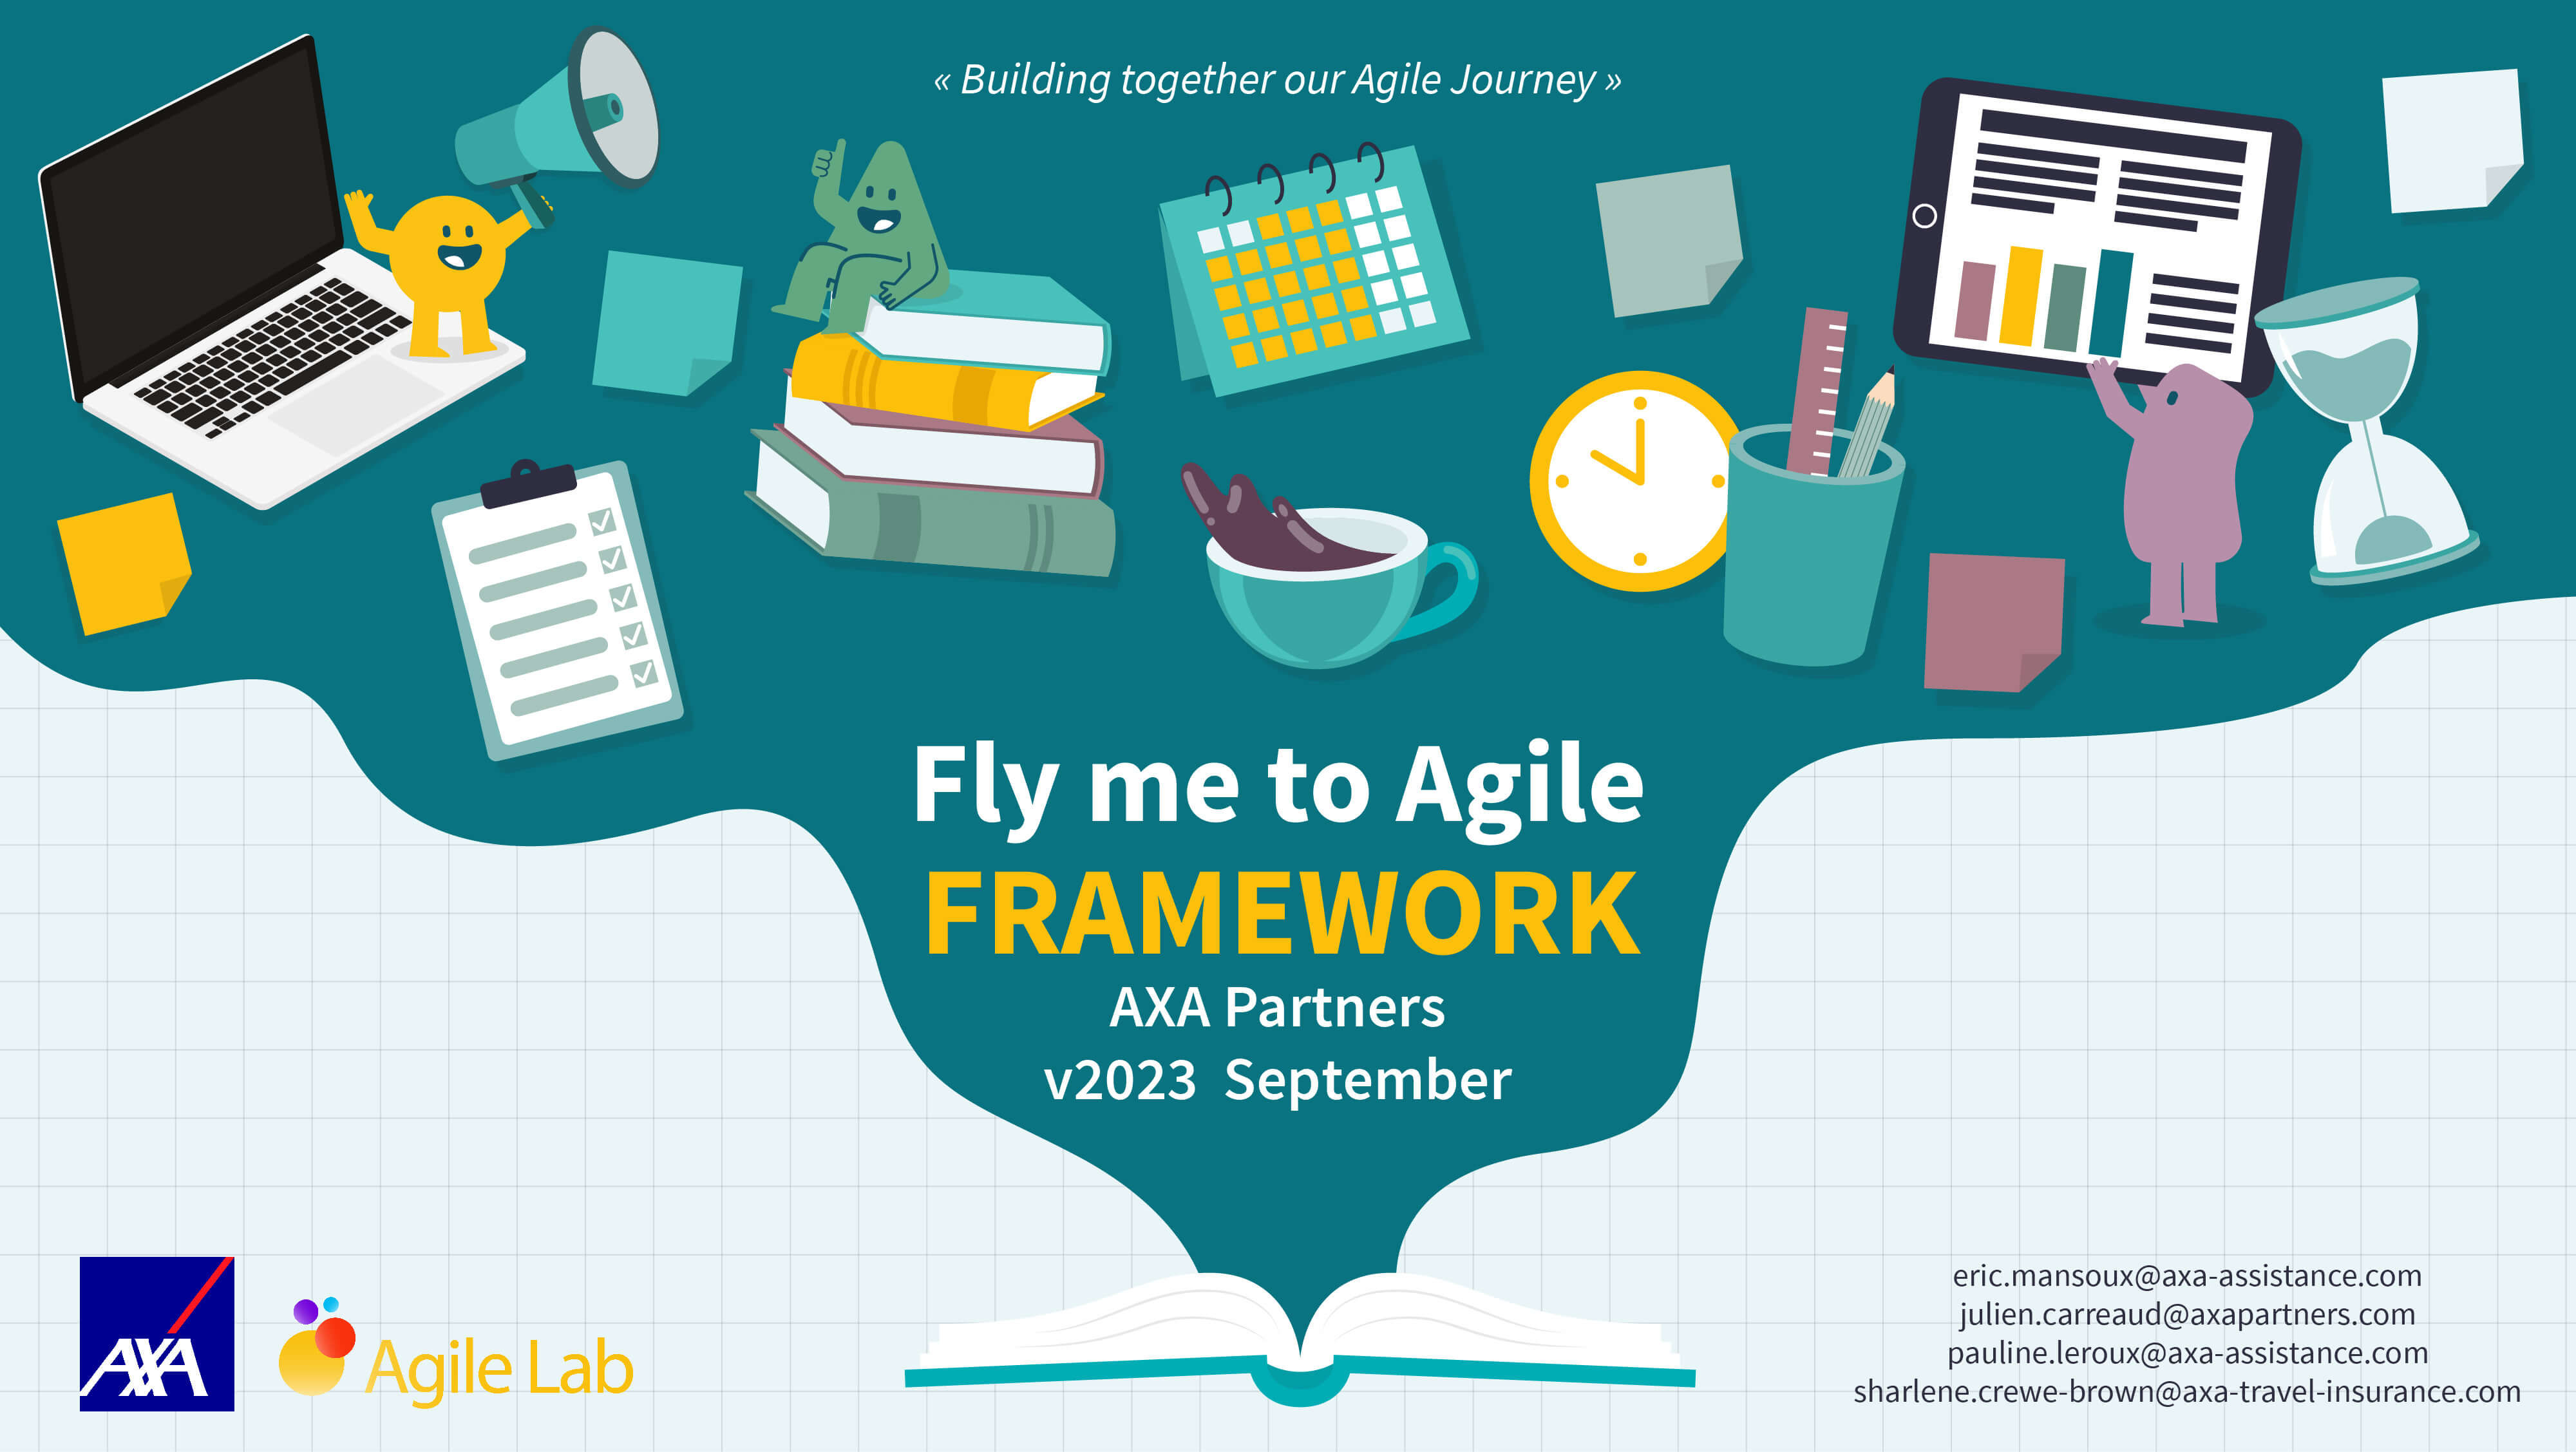 « Building together our Agile Journey »
Fly me to Agile
FRAMEWORK
AXA Partners
v2023 September
AXA
Agile Lab
eric.mansoux@axa-assistance.com
julien.carreaud@axapartners.com
pauline.leroux@axa-assistance.com
sharlene.crewe-brown@axa-travel-insurance.com